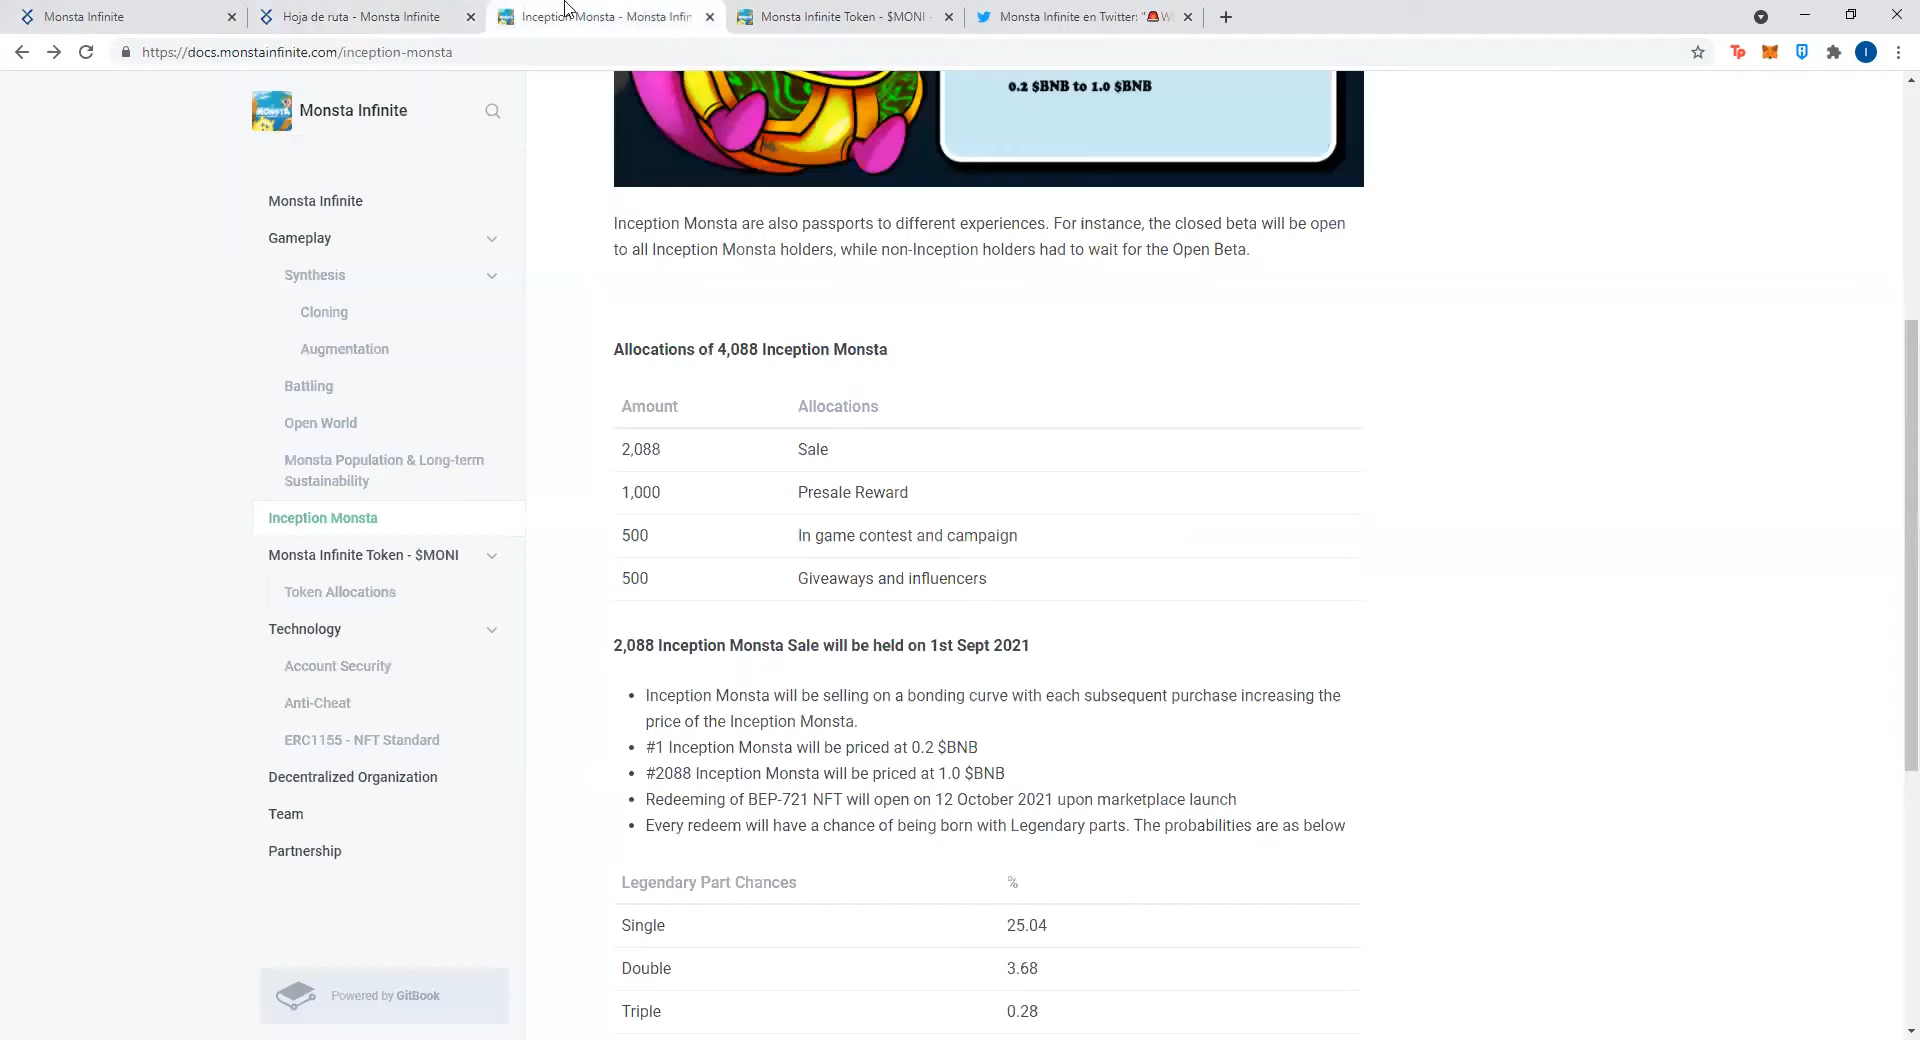 Monsta Infinite
Hoja de ruta - Monsta Infinite
Inception Monsta - Monsta Infin
Monsta Infinite Token - $MONI -
Monsta Infinite en Twitter: "🚨W
https://docs.monstainfinite.com/inception-monsta
Tp
I
Monsta Infinite
0.2 $BNB to 1.0 $BNB
Monsta Infinite
Gameplay
Synthesis
Cloning
Augmentation
Battling
Open World
Monsta Population & Long-term
Sustainability
Inception Monsta
Monsta Infinite Token - $MONI
Token Allocations
Technology
Account Security
Anti-Cheat
ERC1155 - NFT Standard
Decentralized Organization
Team
Partnership
Powered by GitBook
Inception Monsta are also passports to different experiences. For instance, the closed beta will be open
to all Inception Monsta holders, while non-Inception holders had to wait for the Open Beta.
Allocations of 4,088 Inception Monsta
Amount Allocations
2,088 Sale
1,000 Presale Reward
500 In game contest and campaign
500 Giveaways and influencers
2,088 Inception Monsta Sale will be held on 1st Sept 2021
• Inception Monsta will be selling on a bonding curve with each subsequent purchase increasing the
price of the Inception Monsta.
• #1 Inception Monsta will be priced at 0.2 $BNB
• #2088 Inception Monsta will be priced at 1.0 $BNB
• Redeeming of BEP-721 NFT will open on 12 October 2021 upon marketplace launch
• Every redeem will have a chance of being born with Legendary parts. The probabilities are as below
Legendary Part Chances %
Single 25.04
Double 3.68
Triple 0.28